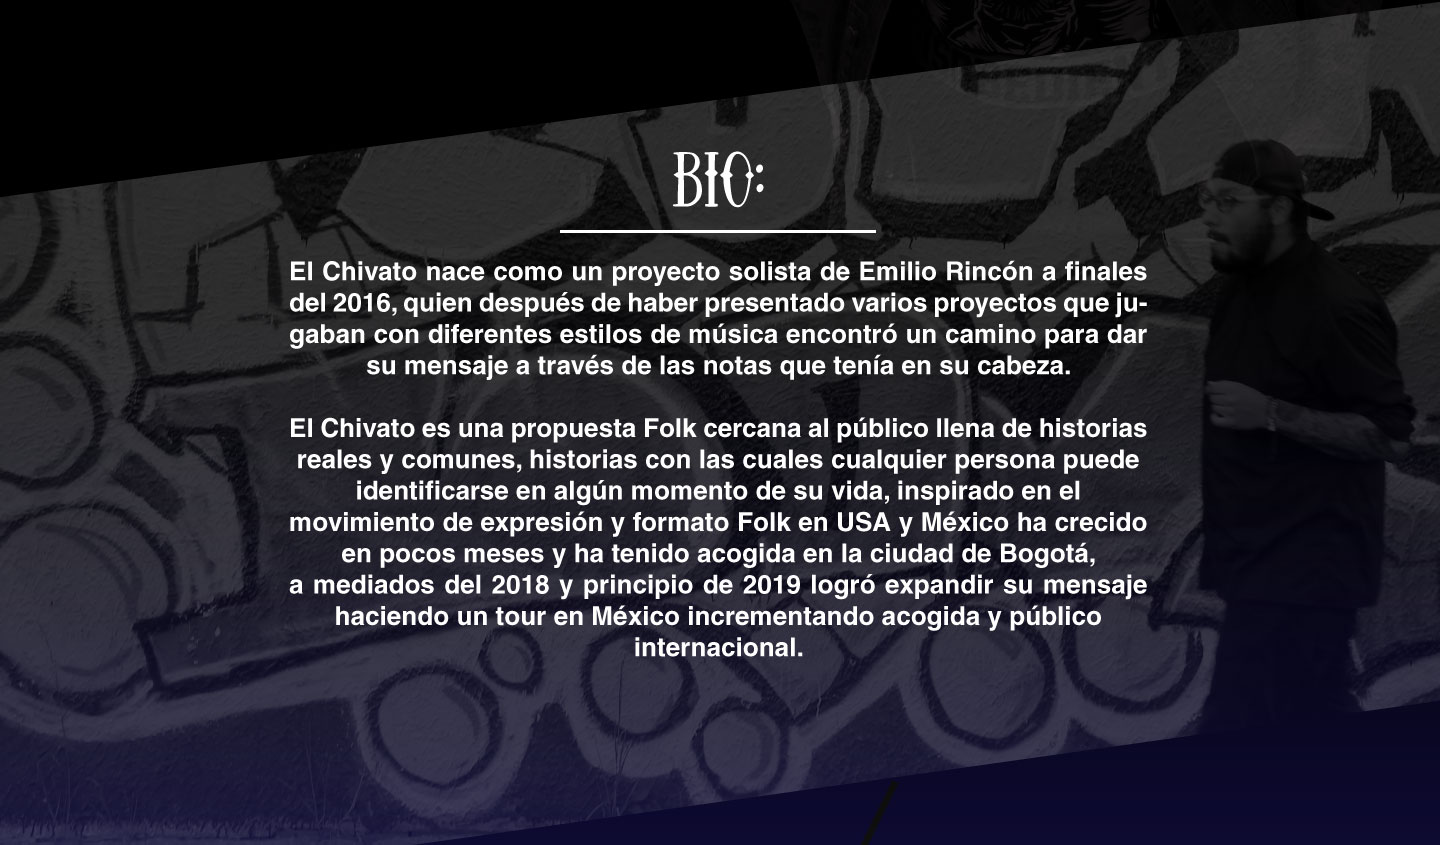 BIO:
El Chivato nace como un proyecto solista de Emilio Rincón a finales
del 2016, quien después de haber presentado varios proyectos que ju-
gaban con diferentes estilos de música encontró un camino para dar
su mensaje a través de las notas que tenía en su cabeza.
El Chivato es una propuesta Folk cercana al público llena de historias
reales y comunes, historias con las cuales cualquier persona puede
identificarse en algún momento de su vida, inspirado en el
movimiento de expresión y formato Folk en USA y México ha crecido
en pocos meses y ha tenido acogida en la ciudad de Bogotá,
a mediados del 2018 y principio de 2019 logró expandir su mensaje
haciendo un tour en México incrementando acogida y público
internacional.